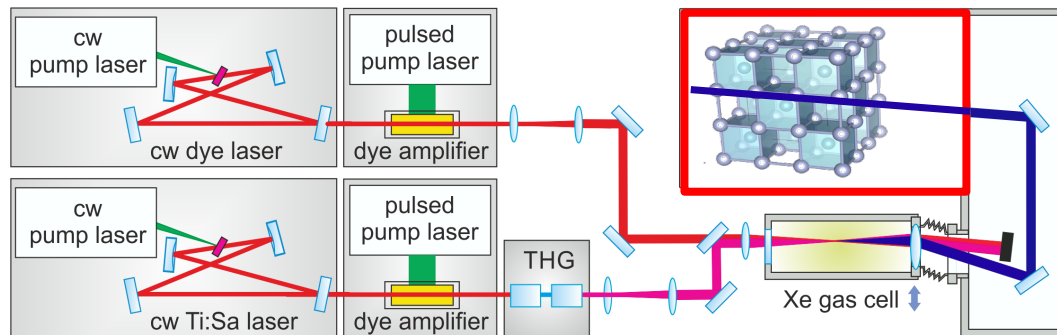 cw
pump laser
cw dye laser
pulsed
pump laser
dye amplifier
cw
pump laser
cw Ti:Sa laser
pulsed
pump laser
dye amplifier
THG
Xe gas cell